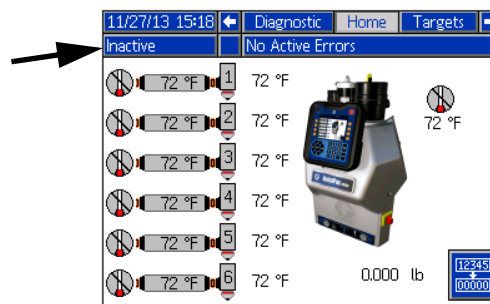 11/27/13 15:18 Diagnostic Home Targets
Inactive No Active Errors
72 °F 1 72 °F
72 °F 2 72 °F
72 °F
72 °F 3 72 °F
72 °F 4 72 °F
72 °F 5 72 °F
72 °F 6 72 °F
0.000 lb
12345
00000